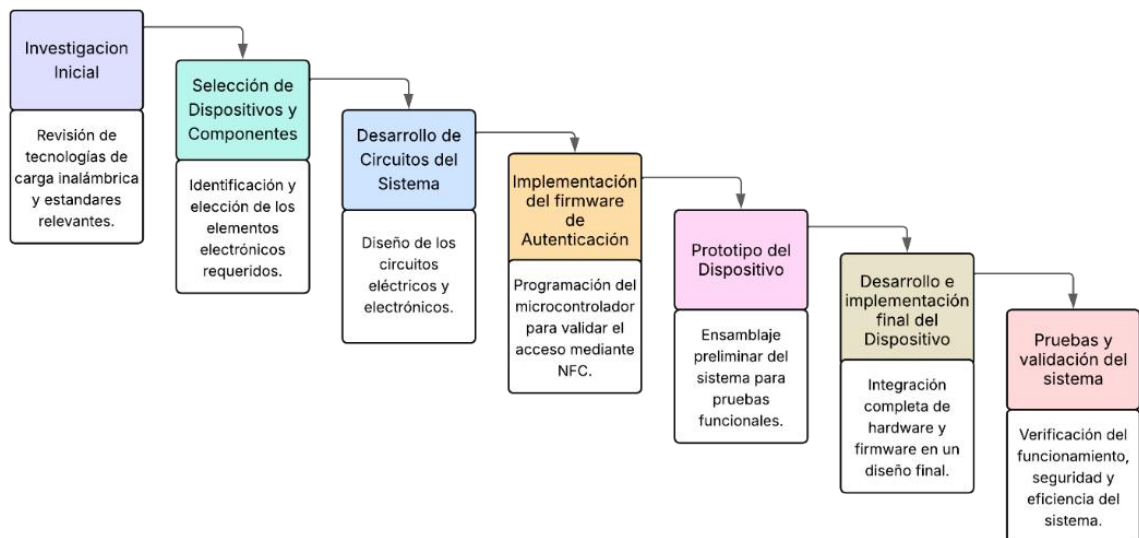 Investigacion
Inicial
Revisión de
tecnologías de
carga inalámbrica
y estandares
relevantes.
Selección de
Dispositivos y
Componentes
Identificación y
elección de los
elementos
electrónicos
requeridos.
Desarrollo de
Circuitos del
Sistema
Diseño de los
circuitos
eléctricos y
electrónicos.
Implementación
del firmware
de
Autenticación
Programación del
microcontrolador
para validar el
acceso mediante
NFC.
Prototipo del
Dispositivo
Ensamblaje
preliminar del
sistema para
pruebas
funcionales.
Desarrollo e
implementación
final del
Dispositivo
Integración
completa de
hardware y
firmware en un
diseño final.
Pruebas y
validación del
sistema
Verificación del
funcionamiento,
seguridad y
eficiencia del
sistema.